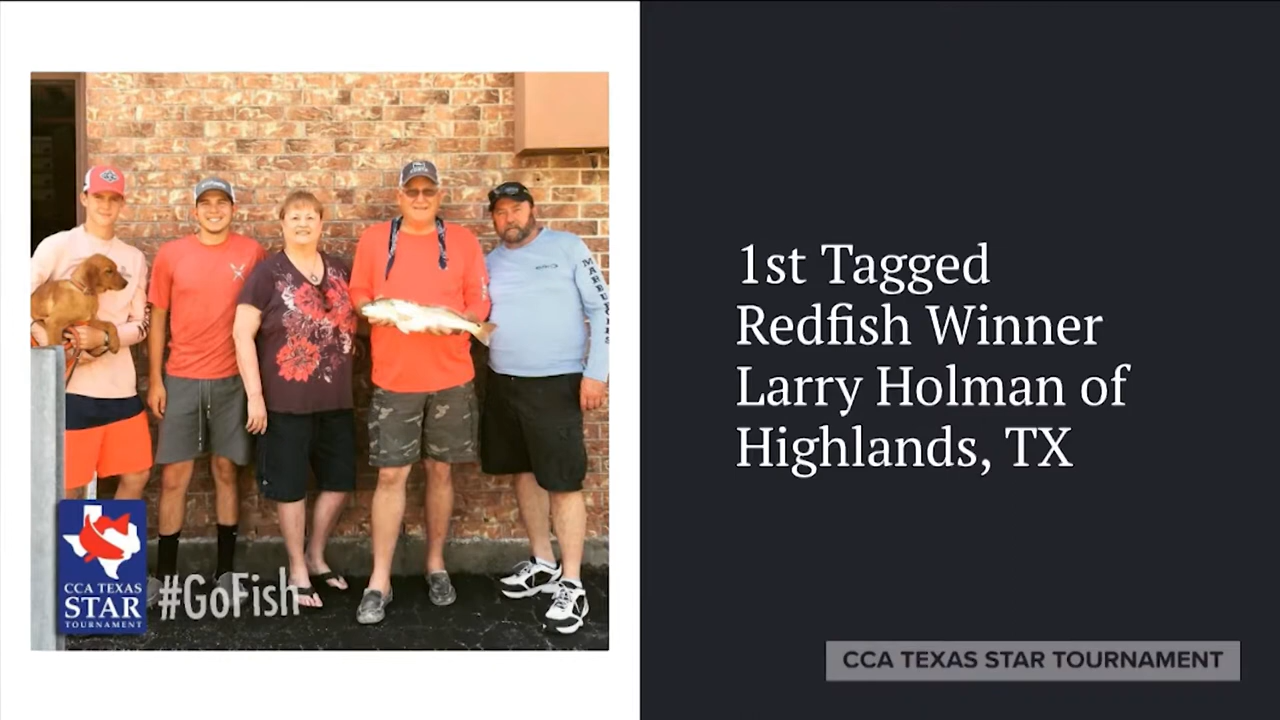 1st Tagged
Redfish Winner
Larry Holman of
Highlands, TX
CCA TEXAS
STAR
TOURNAMENT
#GoFish
CCA TEXAS STAR TOURNAMENT